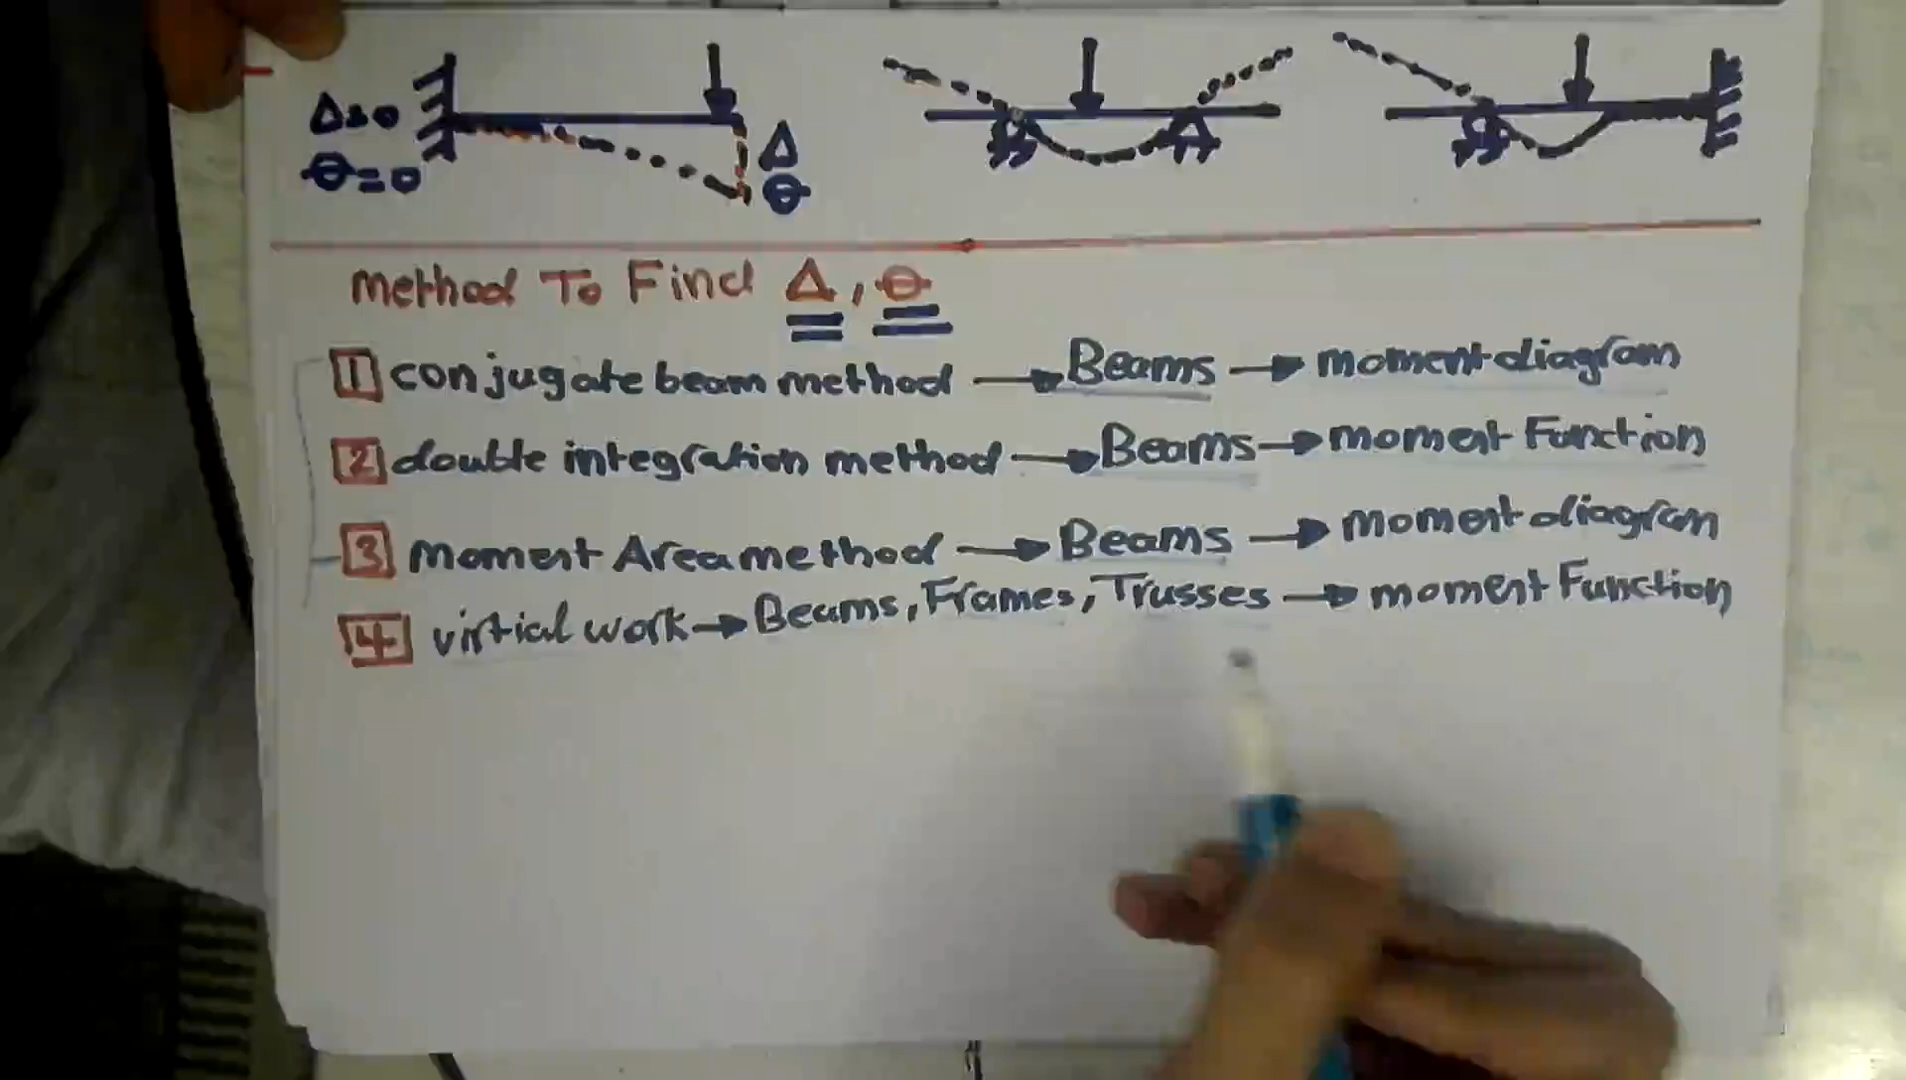 Δ=0
θ=0
Δ
θ
method To Find Δ, θ
1 conjugate beam method → Beams → moment diagram
2 double integration method → Beams → moment Function
3 moment Area method → Beams → moment diagram
4 virtial work → Beams, Frames, Trusses → moment Function